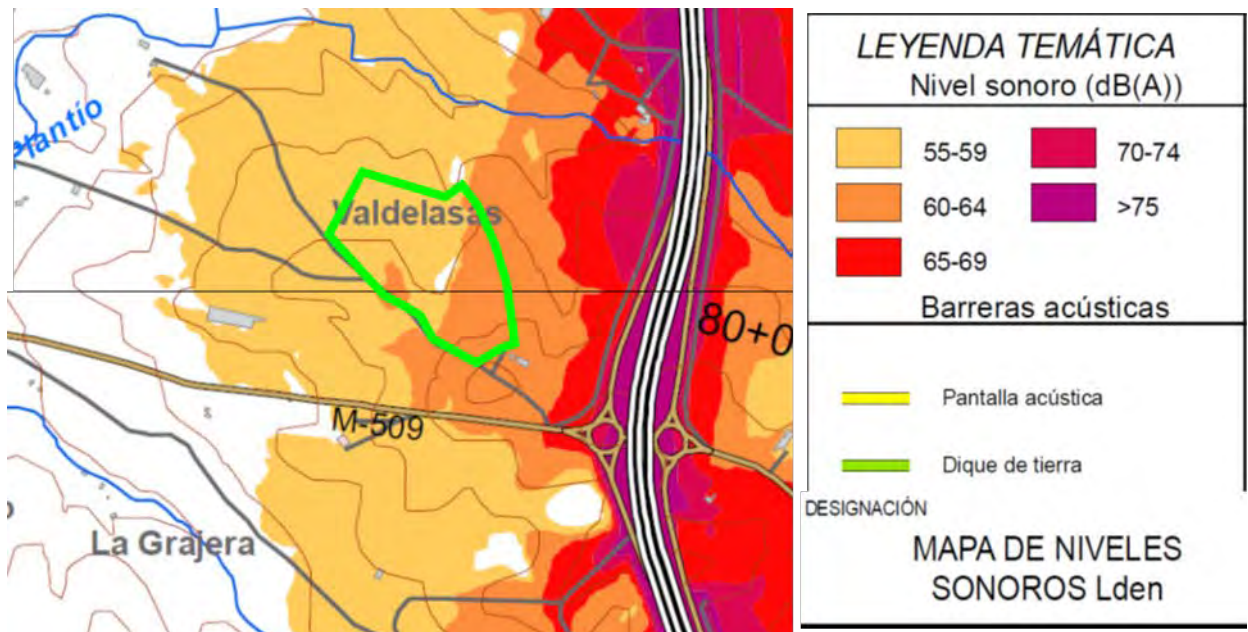 Plantío
Valdelasas
80+0
M-509
La Grajera
LEYENDA TEMÁTICA
Nivel sonoro (dB(A))
55-59
70-74
60-64
>75
65-69
Barreras acústicas
Pantalla acústica
Dique de tierra
DESIGNACIÓN
MAPA DE NIVELES
SONOROS Lden